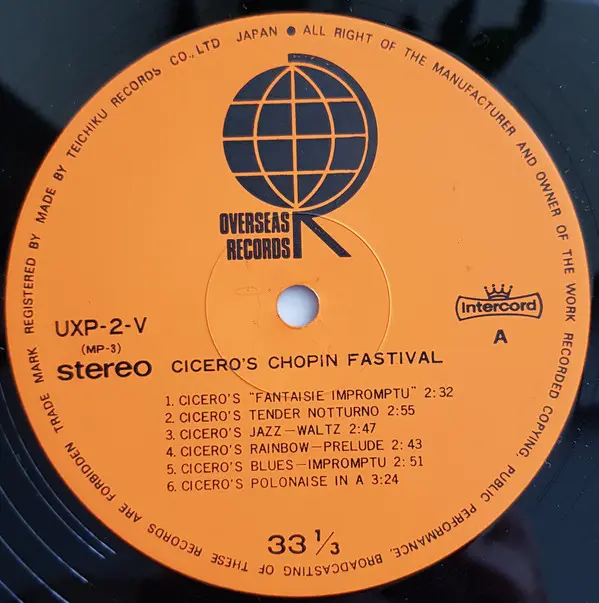 TRADE MARK REGISTERED BY MADE BY TEICHIKU RECORDS CO., LTD JAPAN • ALL RIGHT OF THE MANUFACTURER AND OWNER OF THE WORK RECORDED COPYING, PUBLIC PERFORMANCE, BROADCASTING OF THESE RECORDS ARE FORBIDDEN
OVERSEAS
RECORDS
UXP-2-V
(MP-3)
stereo
Intercord
A
CICERO'S CHOPIN FASTIVAL
1. CICERO'S "FANTAISIE IMPROMPTU" 2:32
2. CICERO'S TENDER NOTTURNO 2:55
3. CICERO'S JAZZ—WALTZ 2:47
4. CICERO'S RAINBOW—PRELUDE 2:43
5. CICERO'S BLUES—IMPROMPTU 2:51
6. CICERO'S POLONAISE IN A 3:24
33 1/3